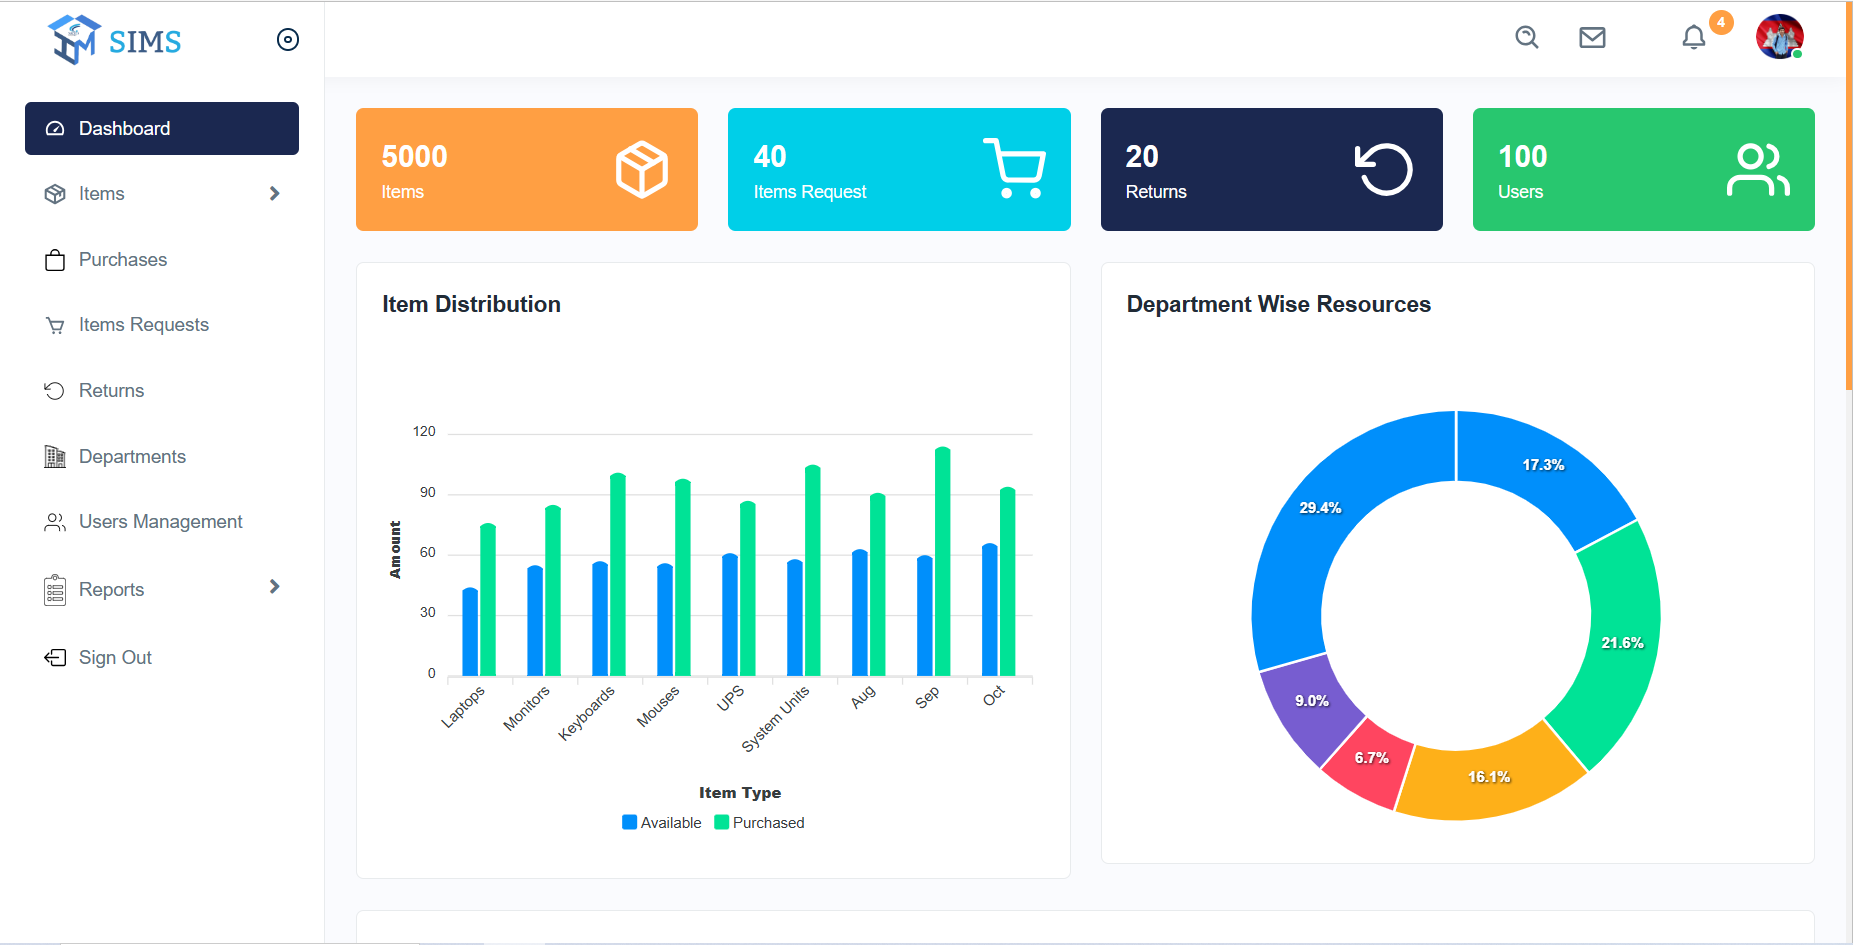 SIMS
4
Dashboard
Items
Purchases
Items Requests
Returns
Departments
Users Management
Reports
Sign Out
5000
Items
40
Items Request
20
Returns
100
Users
Item Distribution
120
90
60
30
0
Amount
Laptops
Monitors
Keyboards
Mouses
UPS
System Units
Aug
Sep
Oct
Item Type
Available Purchased
Department Wise Resources
17.3%
29.4%
21.6%
9.0%
6.7%
16.1%